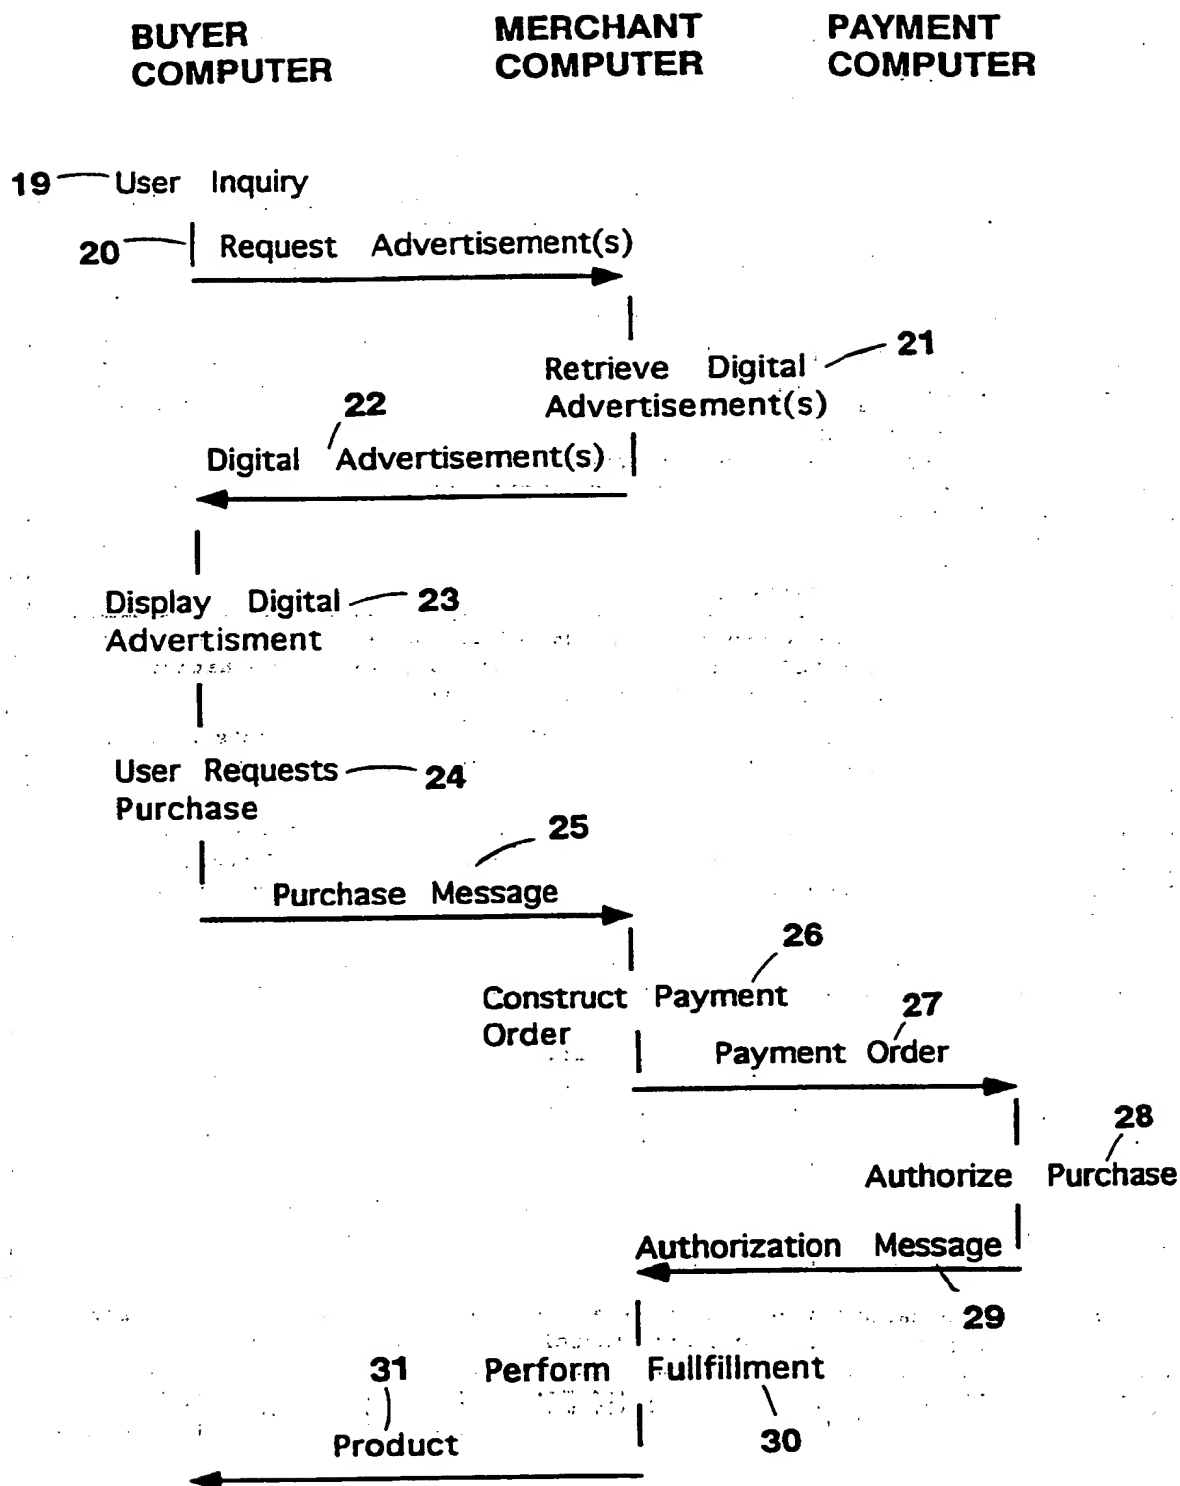 BUYER COMPUTER
MERCHANT COMPUTER
PAYMENT COMPUTER
19 User Inquiry
20 Request Advertisement(s)
21
Retrieve Digital
Advertisement(s)
22
Digital Advertisement(s)
Display Digital 23
Advertisment
User Requests 24
Purchase
25
Purchase Message
26
Construct Payment
Order
27
Payment Order
28
Authorize Purchase
Authorization Message
29
31
Perform Fullfillment
30
Product